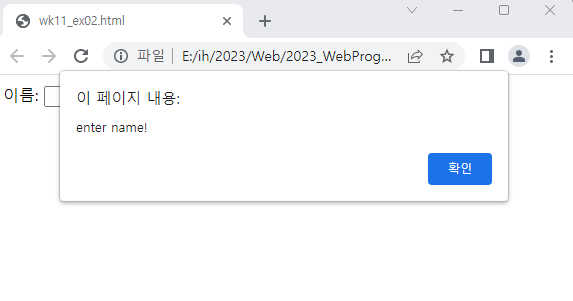 wk11_ex02.html
파일 E:/ih/2023/Web/2023_WebProg...
이름:
이 페이지 내용:
enter name!
확인